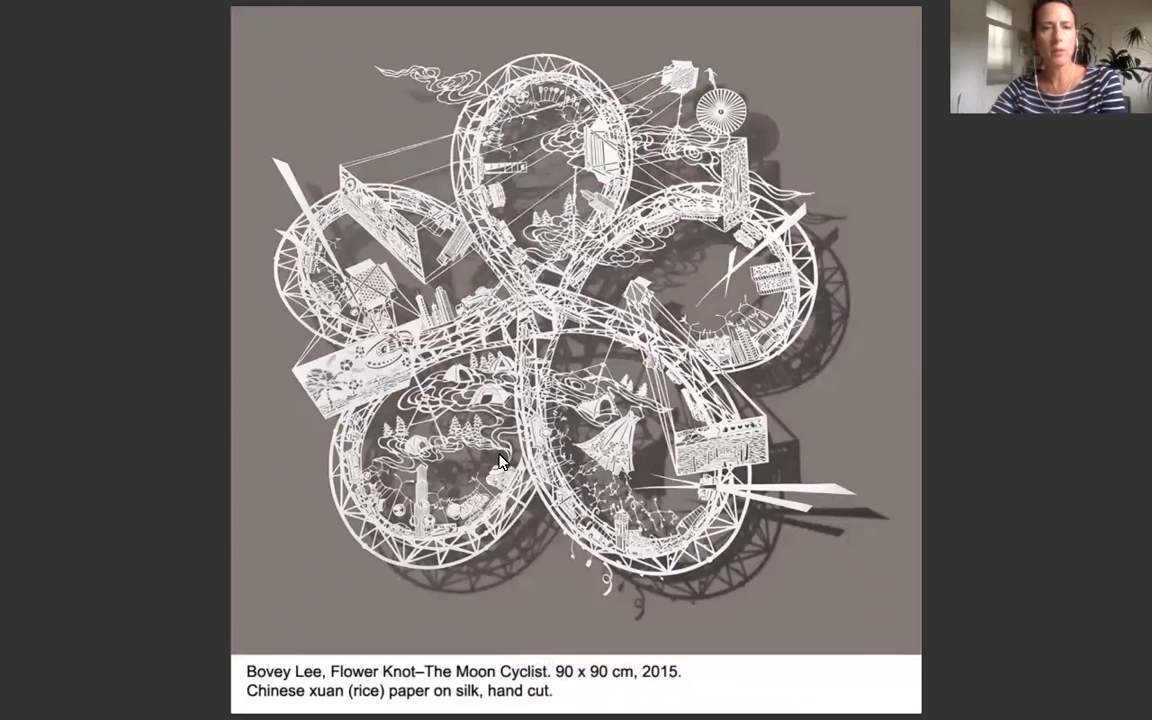 Bovey Lee, Flower Knot–The Moon Cyclist. 90 x 90 cm, 2015.
Chinese xuan (rice) paper on silk, hand cut.